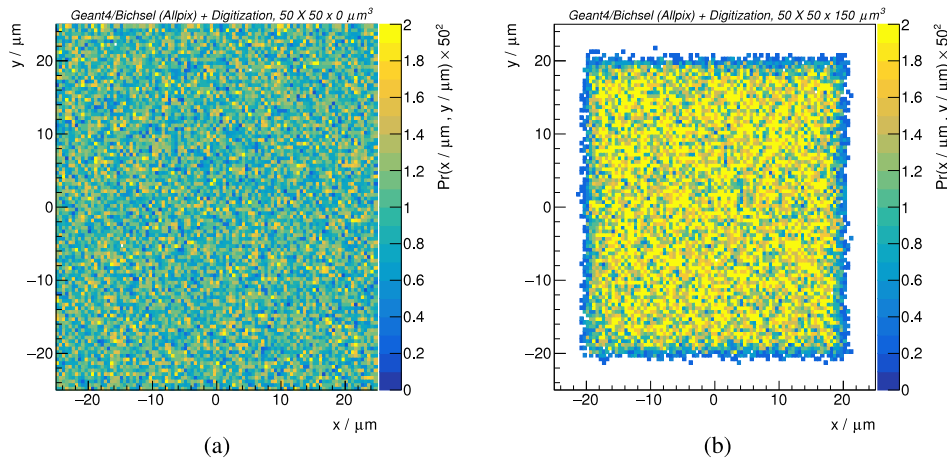 Geant4/Bichsel (Allpix) + Digitization, 50 X 50 x 0 μm³
y / μm
20
10
0
−10
−20
−20 −10 0 10 20
x / μm
2
1.8
1.6
1.4
1.2
1
0.8
0.6
0.4
0.2
0
Pr(x / μm , y / μm) × 50²
(a)
Geant4/Bichsel (Allpix) + Digitization, 50 X 50 x 150 μm³
y / μm
20
10
0
−10
−20
−20 −10 0 10 20
x / μm
2
1.8
1.6
1.4
1.2
1
0.8
0.6
0.4
0.2
0
Pr(x / μm , y / μm) × 50²
(b)